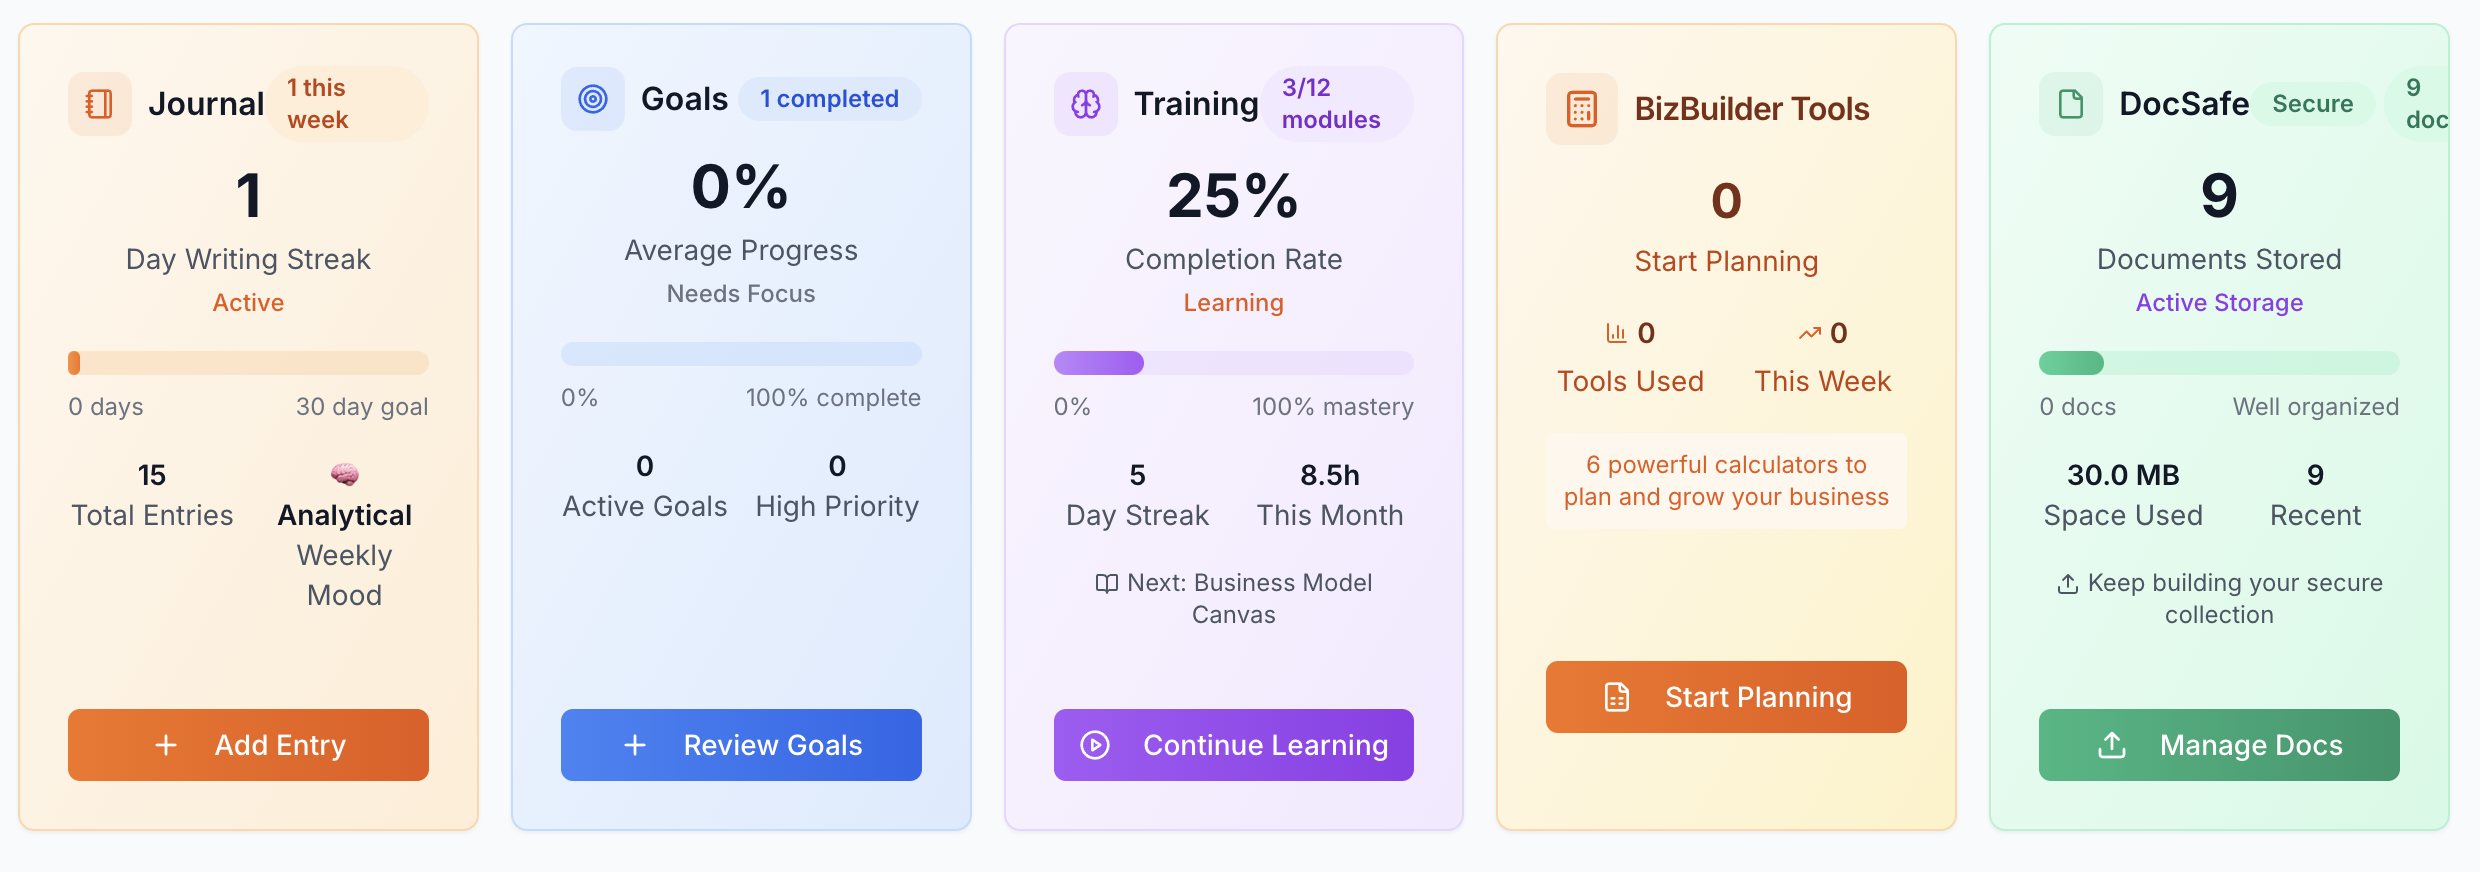 Journal
1 this
week
1
Day Writing Streak
Active
0 days
30 day goal
15
Total Entries
Analytical
Weekly
Mood
Add Entry
Goals
1 completed
0%
Average Progress
Needs Focus
0%
100% complete
0
Active Goals
0
High Priority
Review Goals
Training
3/12
modules
25%
Completion Rate
Learning
0%
100% mastery
5
Day Streak
8.5h
This Month
Next: Business Model
Canvas
Continue Learning
BizBuilder Tools
0
Start Planning
0
Tools Used
0
This Week
6 powerful calculators to
plan and grow your business
Start Planning
DocSafe
Secure
9
doc
9
Documents Stored
Active Storage
0 docs
Well organized
30.0 MB
Space Used
9
Recent
Keep building your secure
collection
Manage Docs